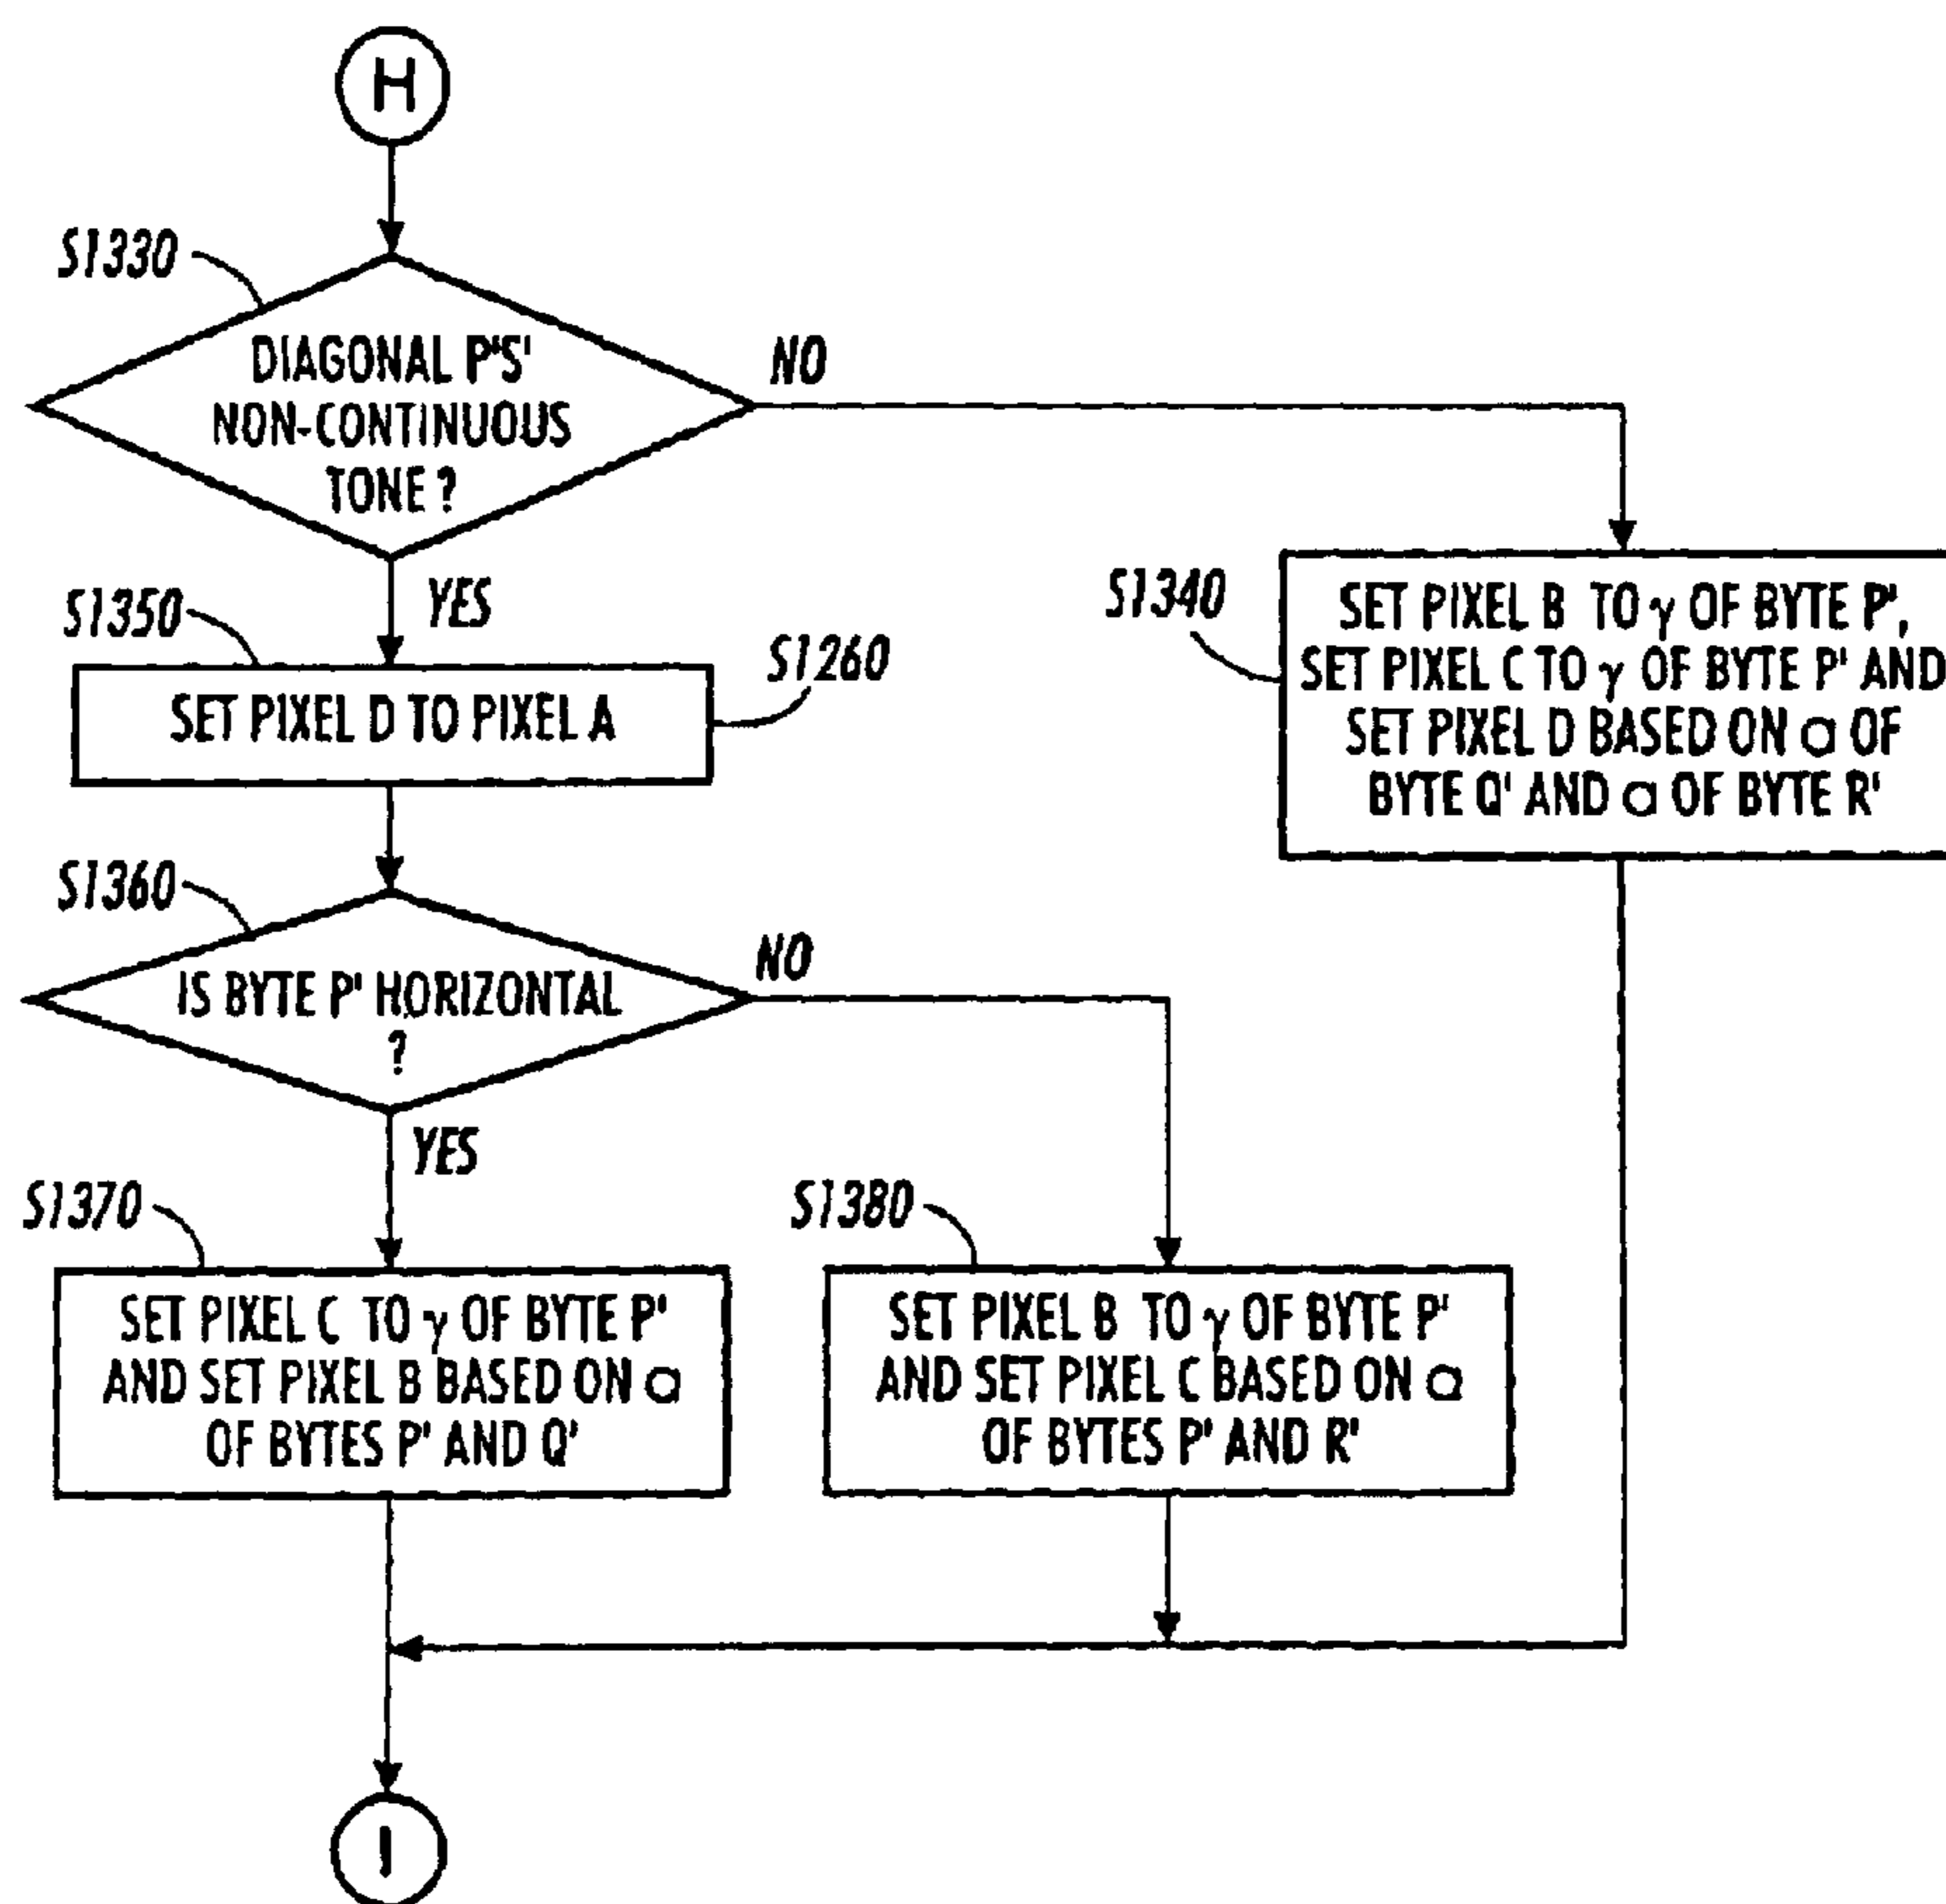 H
S1330
DIAGONAL P'S'
NON-CONTINUOUS
TONE ?
NO
YES
S1350
S1260
SET PIXEL D TO PIXEL A
S1340
SET PIXEL B TO γ OF BYTE P',
SET PIXEL C TO γ OF BYTE P' AND
SET PIXEL D BASED ON α OF
BYTE Q' AND α OF BYTE R'
S1360
IS BYTE P' HORIZONTAL
?
NO
YES
S1370
SET PIXEL C TO γ OF BYTE P'
AND SET PIXEL B BASED ON α
OF BYTES P' AND Q'
S1380
SET PIXEL B TO γ OF BYTE P'
AND SET PIXEL C BASED ON α
OF BYTES P' AND R'
I